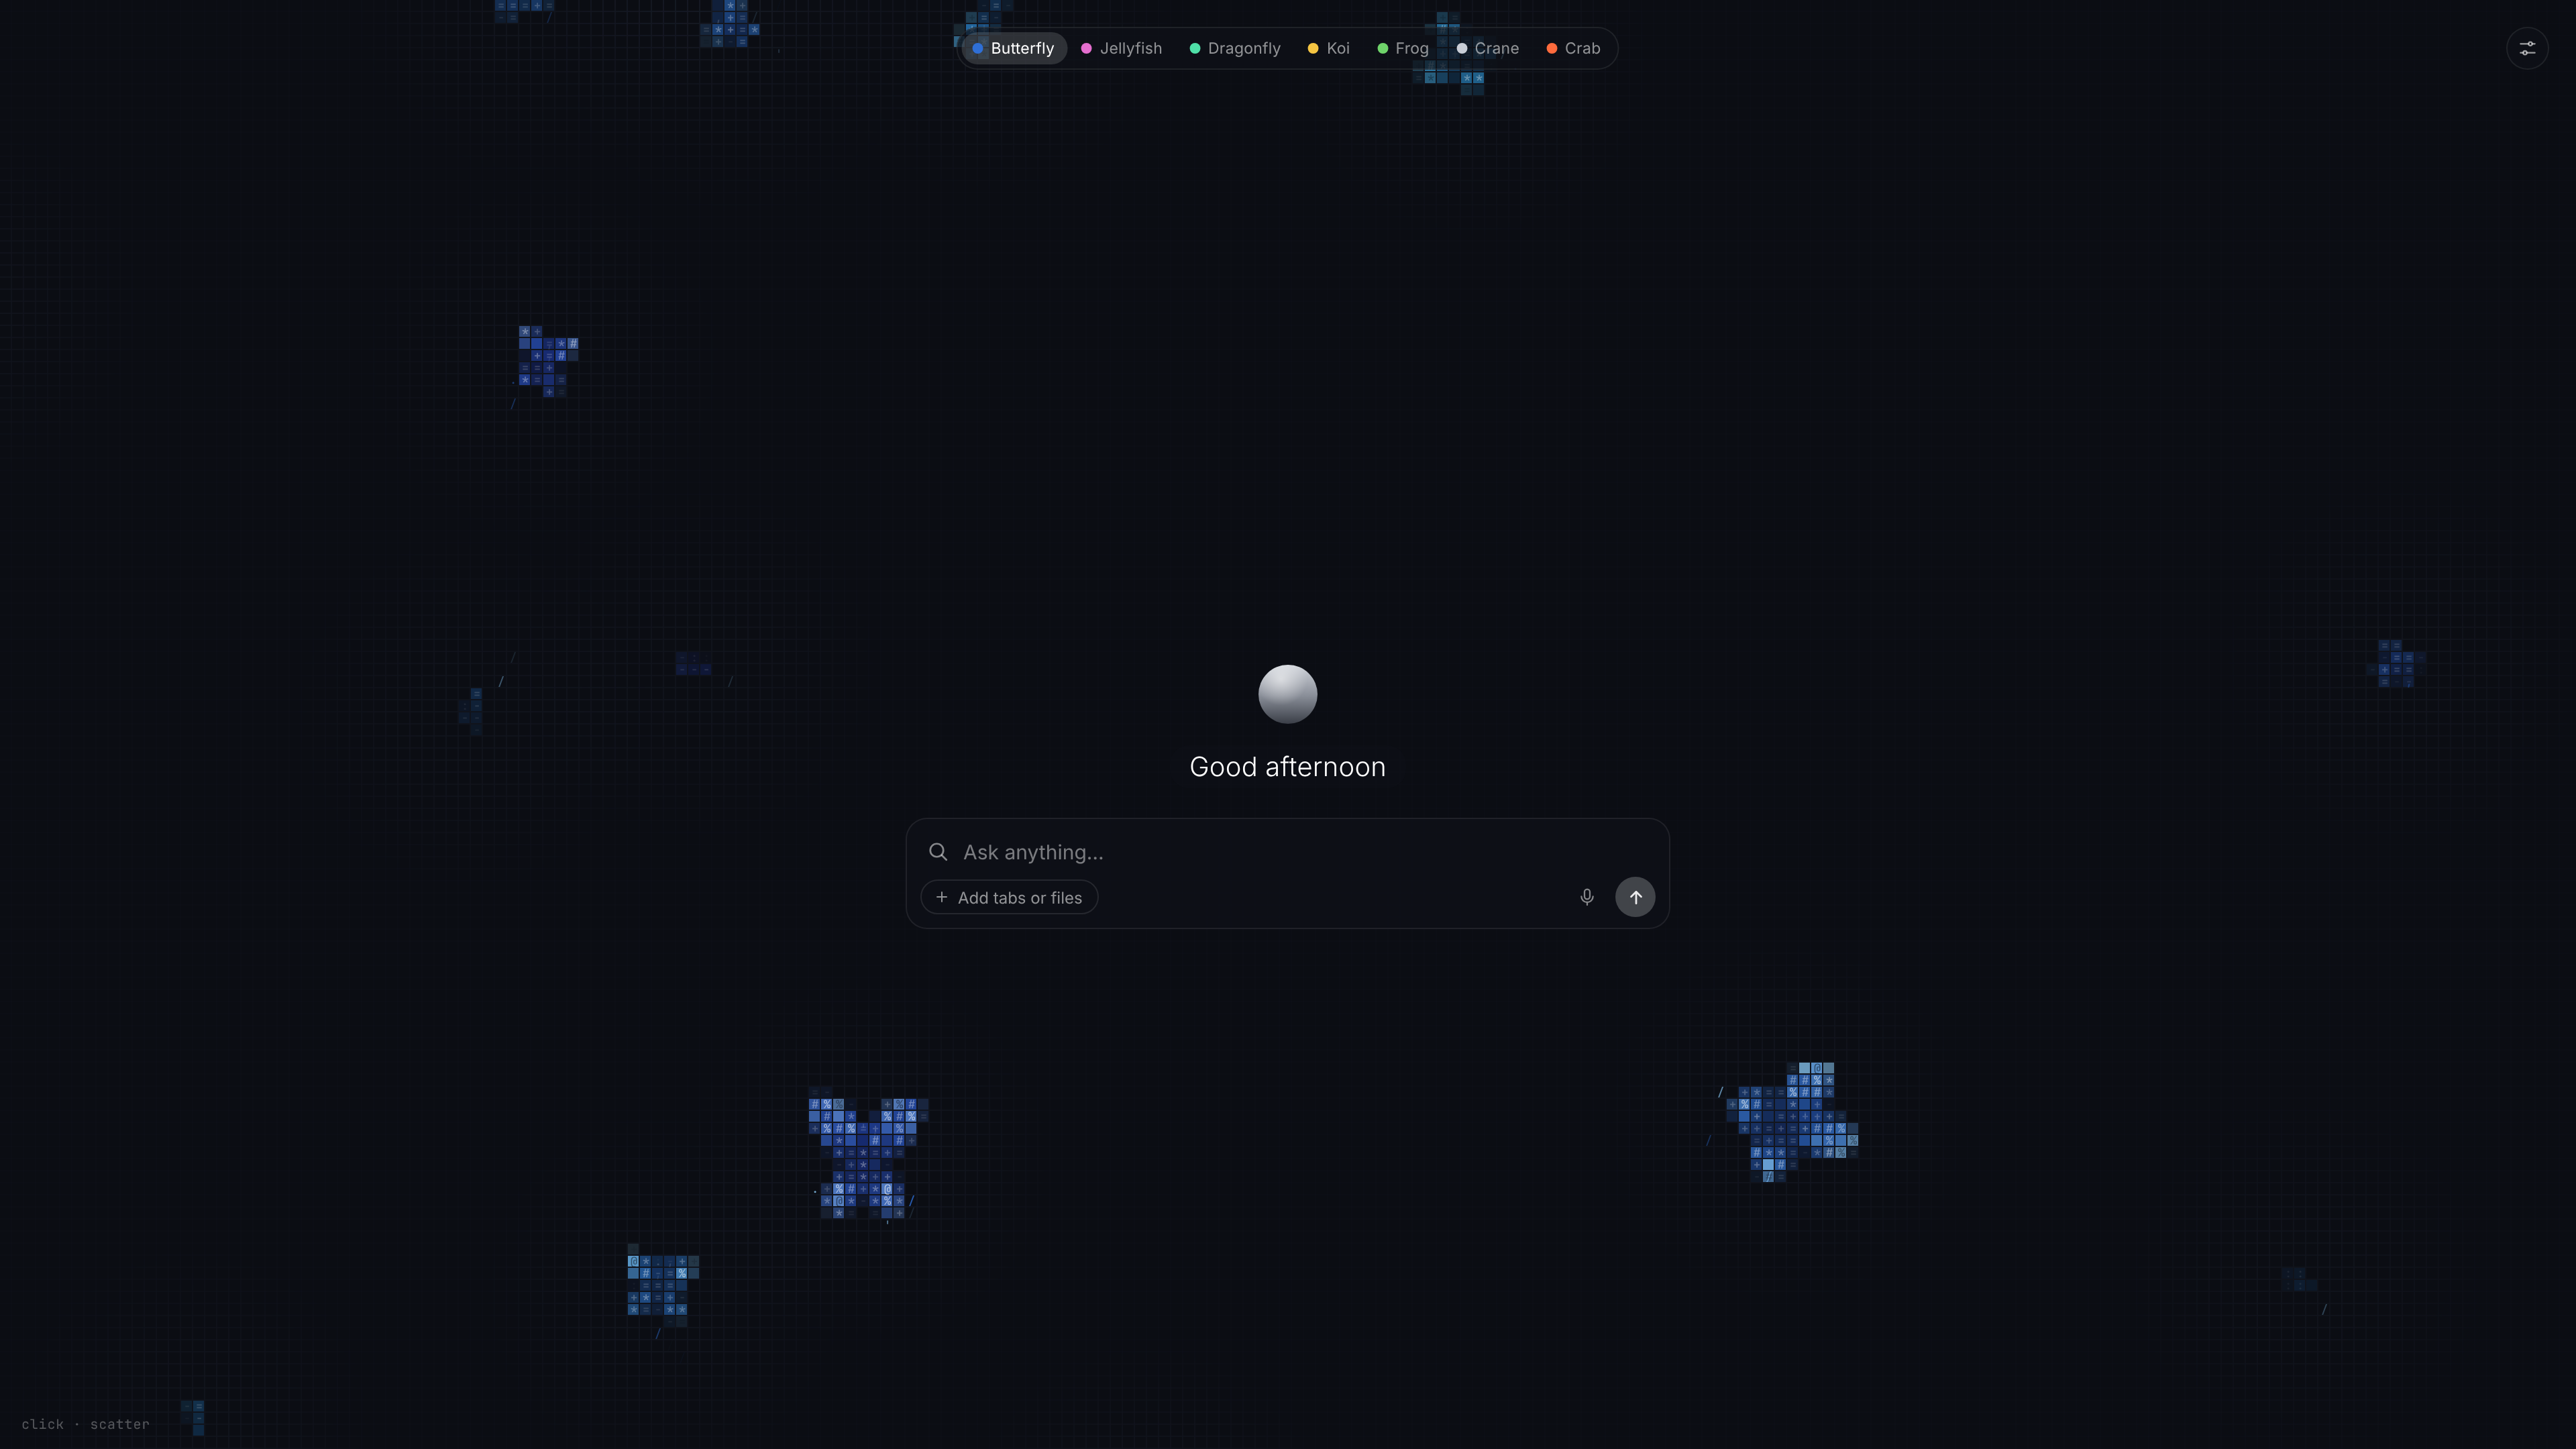 Butterfly Jellyfish Dragonfly Koi Frog Crane Crab
Good afternoon
Ask anything...
+ Add tabs or files
click · scatter